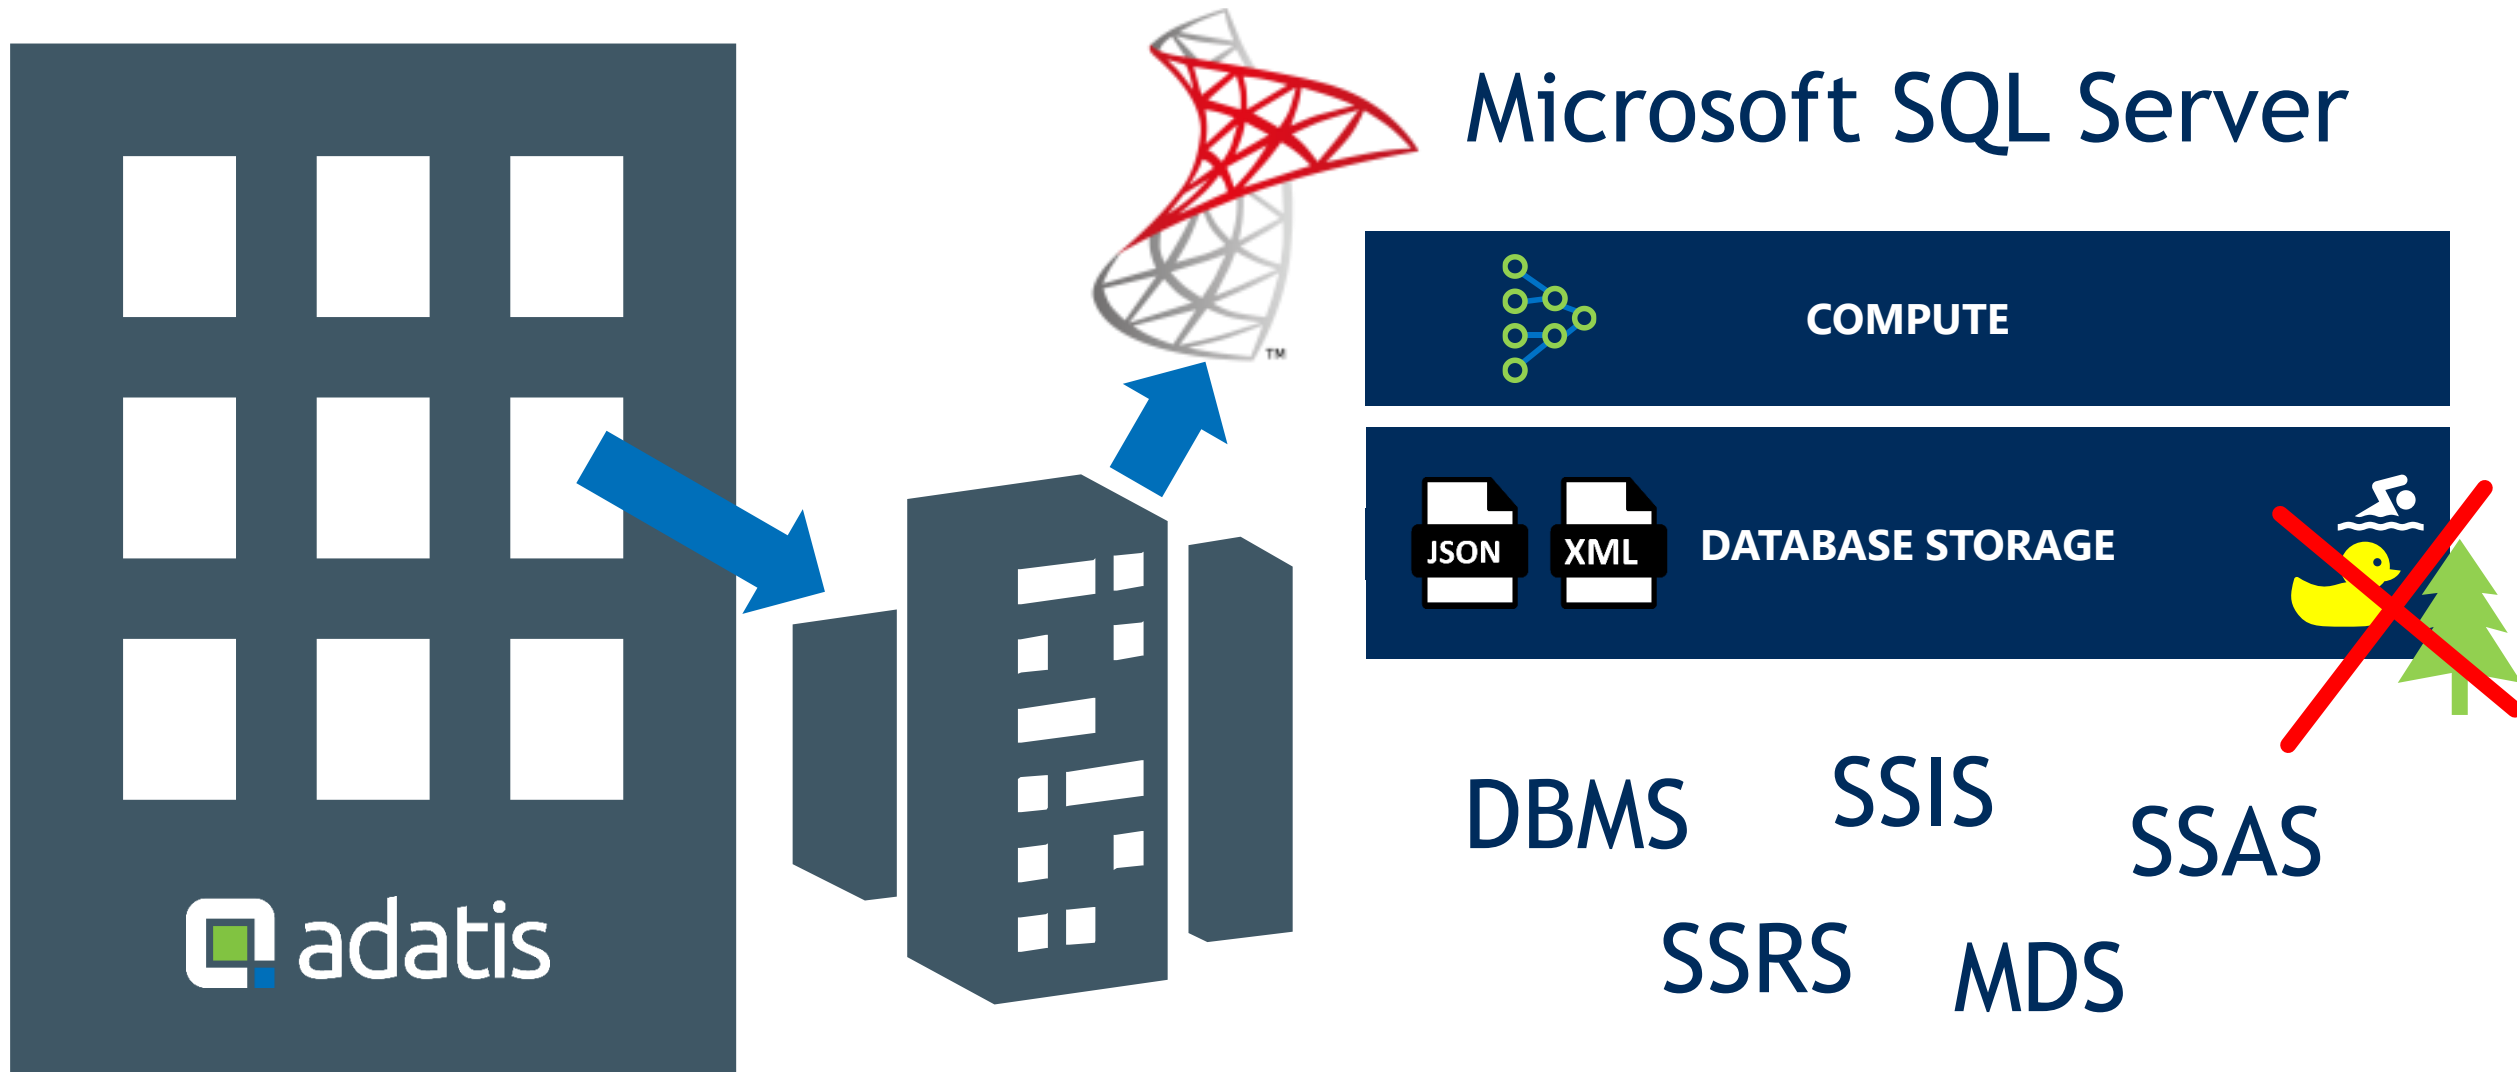 Microsoft SQL Server
TM
COMPUTE
JSON
XML
DATABASE STORAGE
DBMS
SSIS
SSAS
SSRS
MDS
adatis